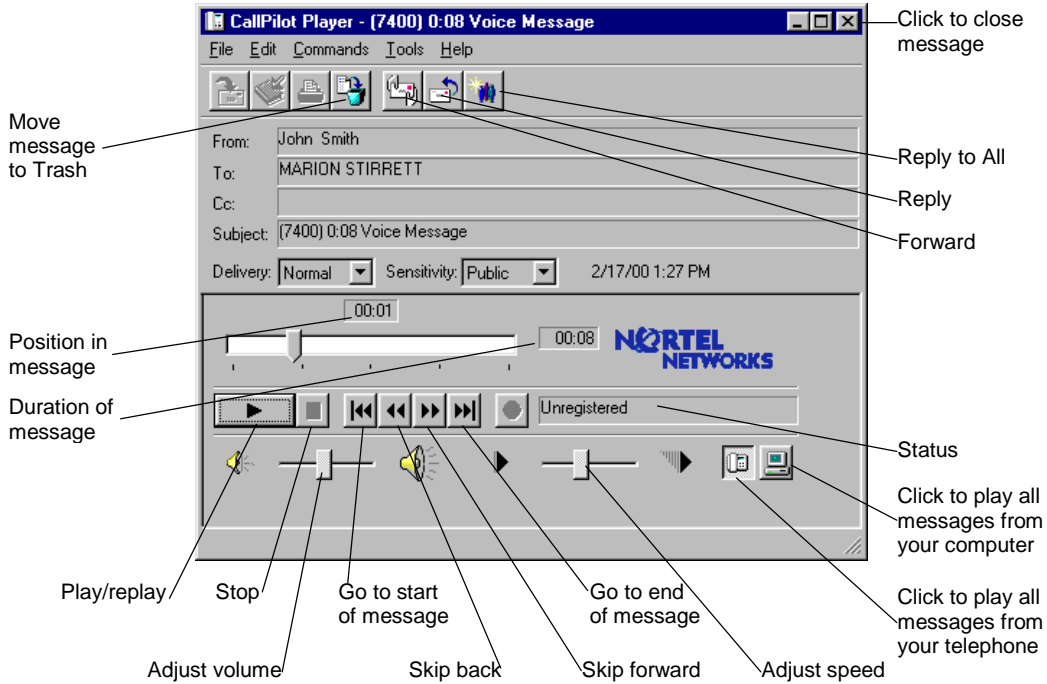 CallPilot Player - (7400) 0:08 Voice Message
Click to close
message
File Edit Commands Tools Help
Move
message
to Trash
From: John Smith
To: MARION STIRRETT
Cc:
Subject: (7400) 0:08 Voice Message
Reply to All
Reply
Forward
Delivery: Normal Sensitivity: Public 2/17/00 1:27 PM
00:01
Position in
message
00:08
NORTEL
NETWORKS
Duration of
message
Unregistered
Status
Click to play all
messages from
your computer
Play/replay
Stop
Go to start
of message
Go to end
of message
Click to play all
messages from
your telephone
Adjust volume
Skip back
Skip forward
Adjust speed